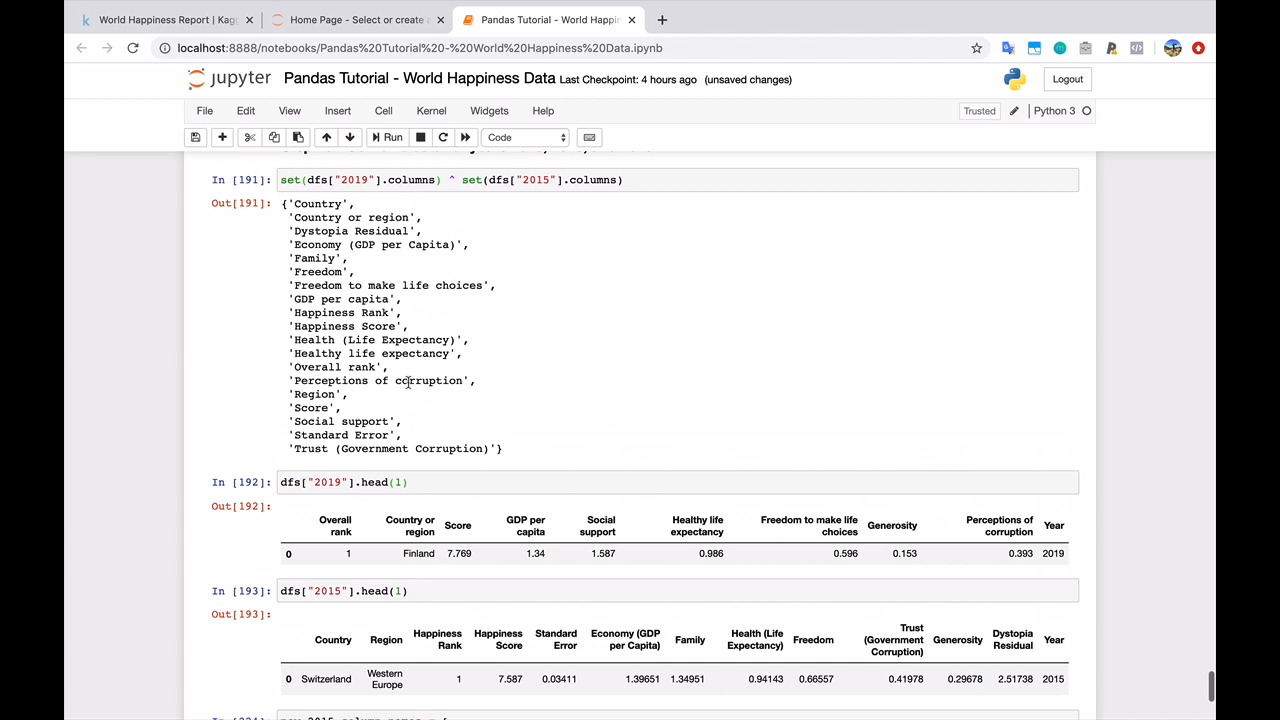 World Happiness Report | Kag
Home Page - Select or create a
Pandas Tutorial - World Happin
localhost:8888/notebooks/Pandas%20Tutorial%20-%20World%20Happiness%20Data.ipynb
jupyter Pandas Tutorial - World Happiness Data Last Checkpoint: 4 hours ago (unsaved changes) Logout
File Edit View Insert Cell Kernel Widgets Help Trusted Python 3
Run Code
In [191]: set(dfs["2019"].columns) ^ set(dfs["2015"].columns)
Out[191]: {'Country',
'Country or region',
'Dystopia Residual',
'Economy (GDP per Capita)',
'Family',
'Freedom',
'Freedom to make life choices',
'GDP per capita',
'Happiness Rank',
'Happiness Score',
'Health (Life Expectancy)',
'Healthy life expectancy',
'Overall rank',
'Perceptions of corruption',
'Region',
'Score',
'Social support',
'Standard Error',
'Trust (Government Corruption)'}
In [192]: dfs["2019"].head(1)
Out[192]:
Overall rank Country or region Score GDP per capita Social support Healthy life expectancy Freedom to make life choices Generosity Perceptions of corruption Year
0 1 Finland 7.769 1.34 1.587 0.986 0.596 0.153 0.393 2019
In [193]: dfs["2015"].head(1)
Out[193]:
Country Region Happiness Rank Happiness Score Standard Error Economy (GDP per Capita) Family Health (Life Expectancy) Freedom Trust (Government Corruption) Generosity Dystopia Residual Year
0 Switzerland Western Europe 1 7.587 0.03411 1.39651 1.34951 0.94143 0.66557 0.41978 0.29678 2.51738 2015